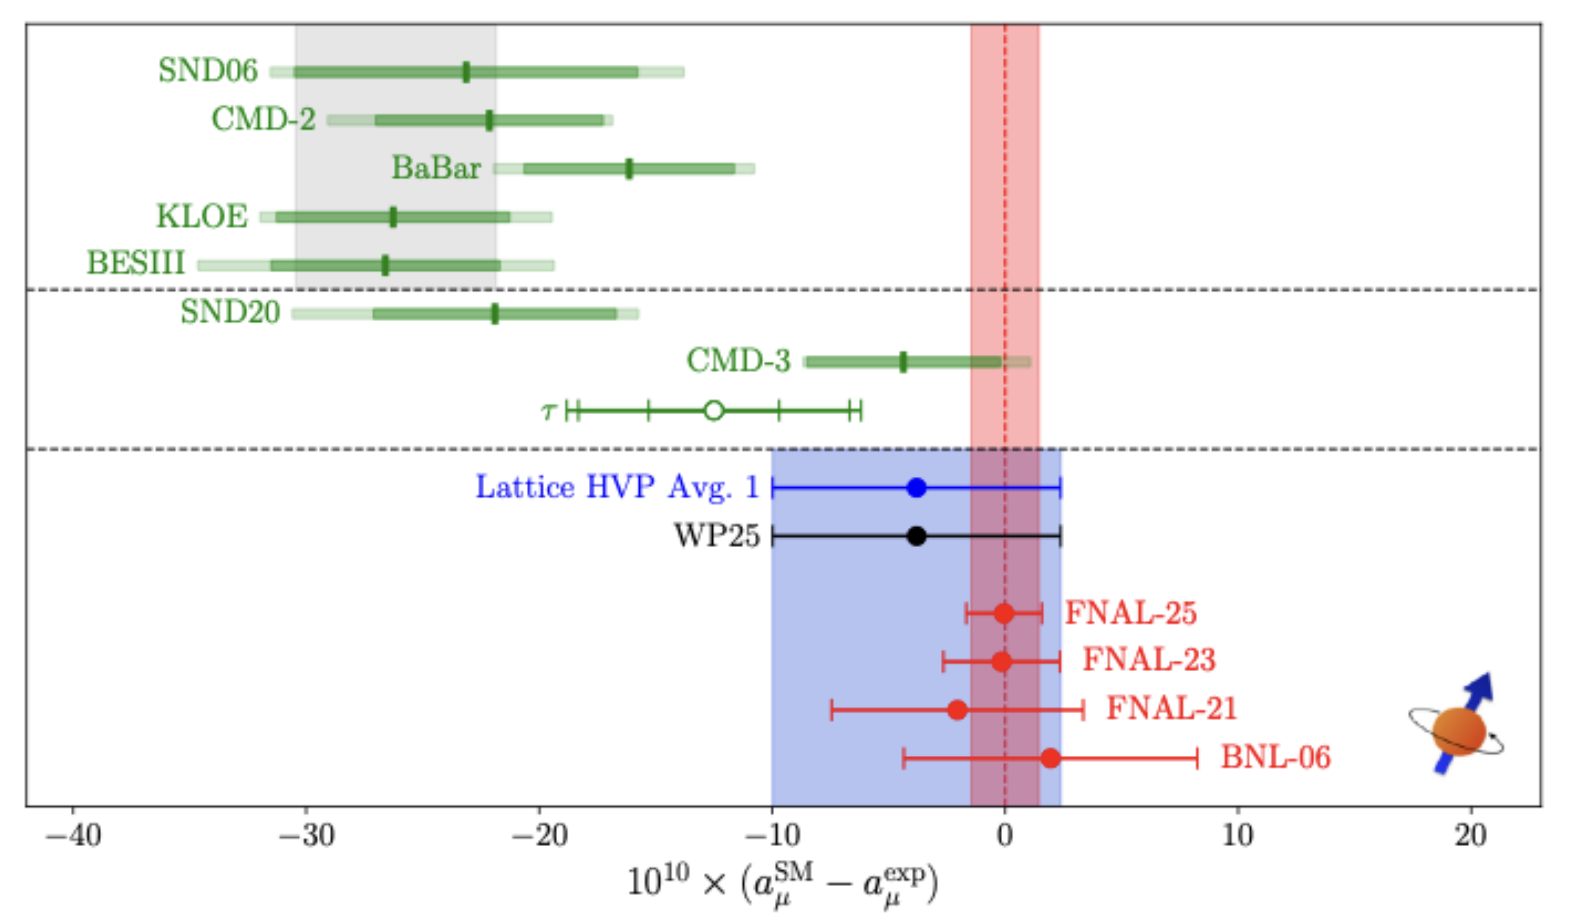 SND06
CMD-2
BaBar
KLOE
BESIII
SND20
CMD-3
τ
Lattice HVP Avg. 1
WP25
FNAL-25
FNAL-23
FNAL-21
BNL-06
−40 −30 −20 −10 0 10 20
10¹⁰ × (a_μ^SM − a_μ^exp)